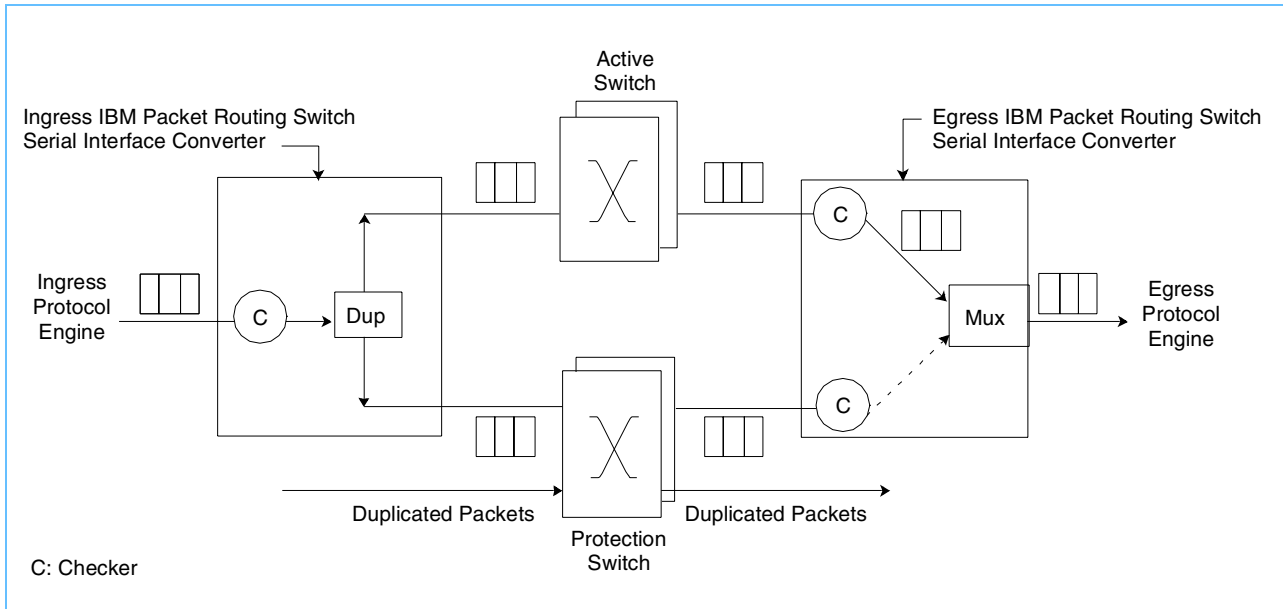 Active
Switch
Ingress IBM Packet Routing Switch
Serial Interface Converter
Egress IBM Packet Routing Switch
Serial Interface Converter
C
Ingress
Protocol
Engine
C
Dup
Mux
Egress
Protocol
Engine
C
Duplicated Packets
Duplicated Packets
Protection
Switch
C: Checker